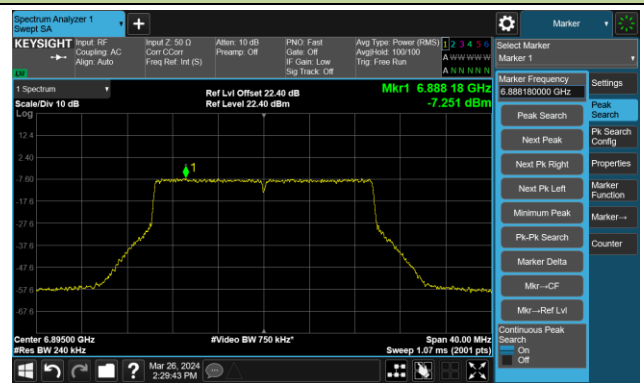 Spectrum Analyzer 1
Swept SA
+
Marker
KEYSIGHT
Input: RF
Coupling: AC
Align: Auto
Input Z: 50 Ω
Corr CCorr
Freq Ref: Int (S)
Atten: 10 dB
Preamp: Off
PNO: Fast
Gate: Off
IF Gain: Low
Sig Track: Off
Avg Type: Power (RMS)
Avg|Hold: 100/100
Trig: Free Run
1 2 3 4 5 6
A W W W W W
A N N N N N
Select Marker
Marker 1
1 Spectrum
Scale/Div 10 dB
Log
Ref Lvl Offset 22.40 dB
Ref Level 22.40 dBm
Mkr1 6.888 18 GHz
-7.251 dBm
12.4
2.40
-7.60
-17.6
-27.6
-37.6
-47.6
-57.6
-67.6
1
Center 6.89500 GHz
#Res BW 240 kHz
#Video BW 750 kHz*
Span 40.00 MHz
Sweep 1.07 ms (2001 pts)
Marker Frequency
6.888180000 GHz
Peak Search
Next Peak
Next Pk Right
Next Pk Left
Minimum Peak
Pk-Pk Search
Marker Delta
Mkr→CF
Mkr→Ref Lvl
Continuous Peak
Search
On
Off
Settings
Peak
Search
Pk Search
Config
Properties
Marker
Function
Marker→
Counter
?
Mar 26, 2024
2:29:43 PM